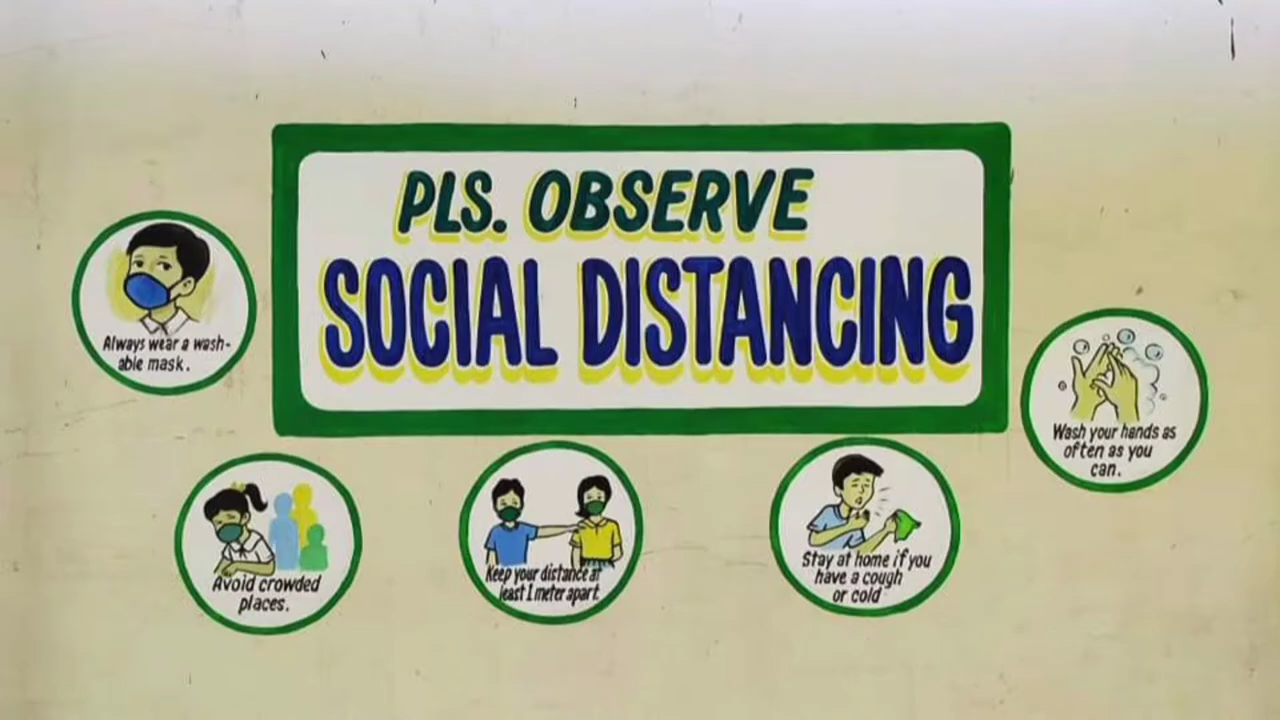 PLS. OBSERVE
SOCIAL DISTANCING
Always wear a wash-
able mask.
Avoid crowded
places.
Keep your distance at
least 1 meter apart.
Stay at home if you
have a cough
or cold
Wash your hands as
often as you
can.